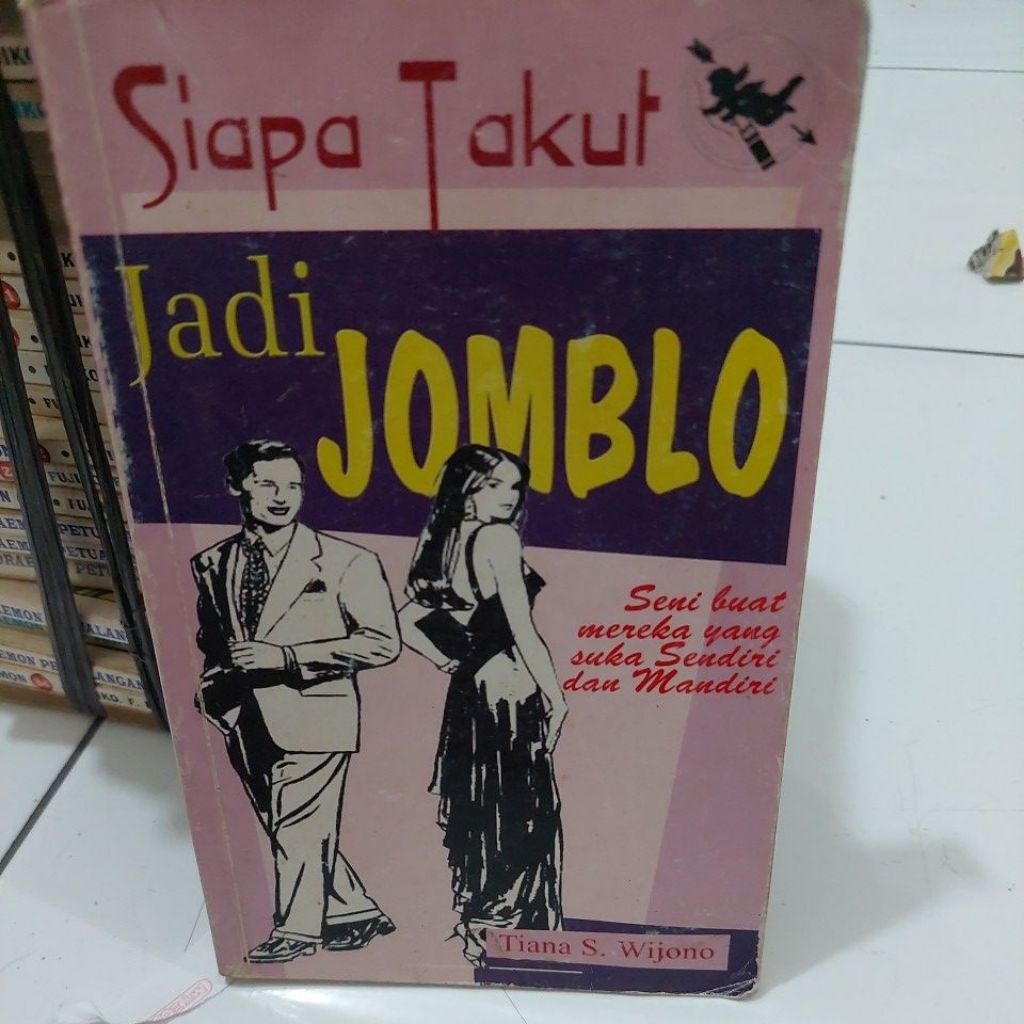 Siapa Takut
Jadi
JOMBLO
Seni buat
mereka yang
suka Sendiri
dan Mandiri
Tiana S. Wijono